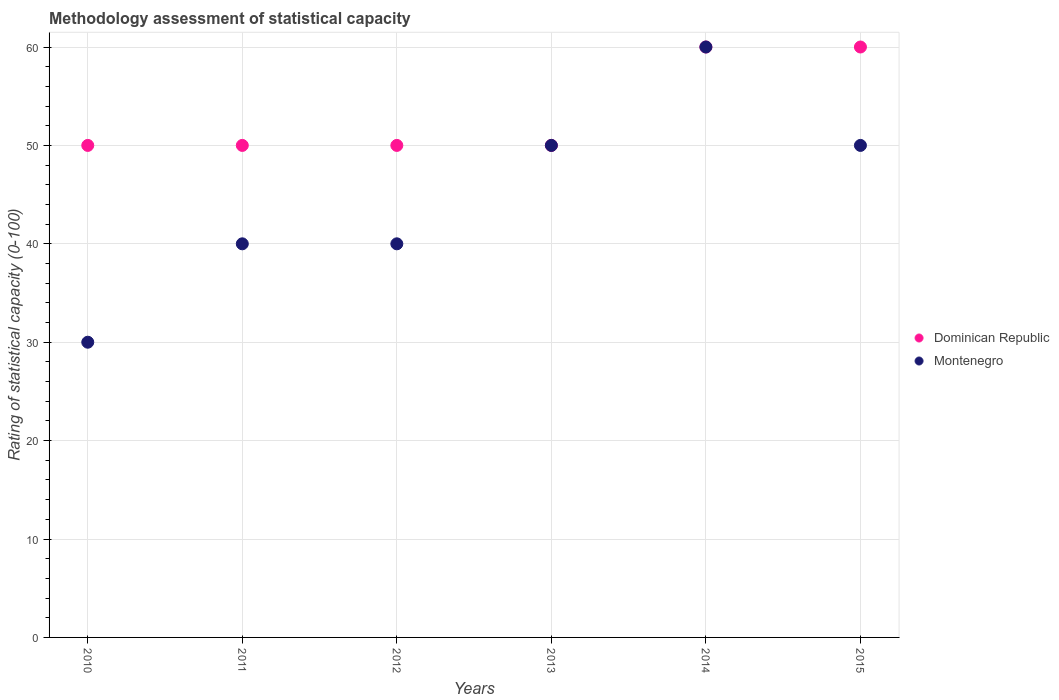 Methodology assessment of statistical capacity
Rating of statistical capacity (0-100)
60
50
40
30
20
10
0
2010
2011
2012
2013
2014
2015
Years
Dominican Republic
Montenegro